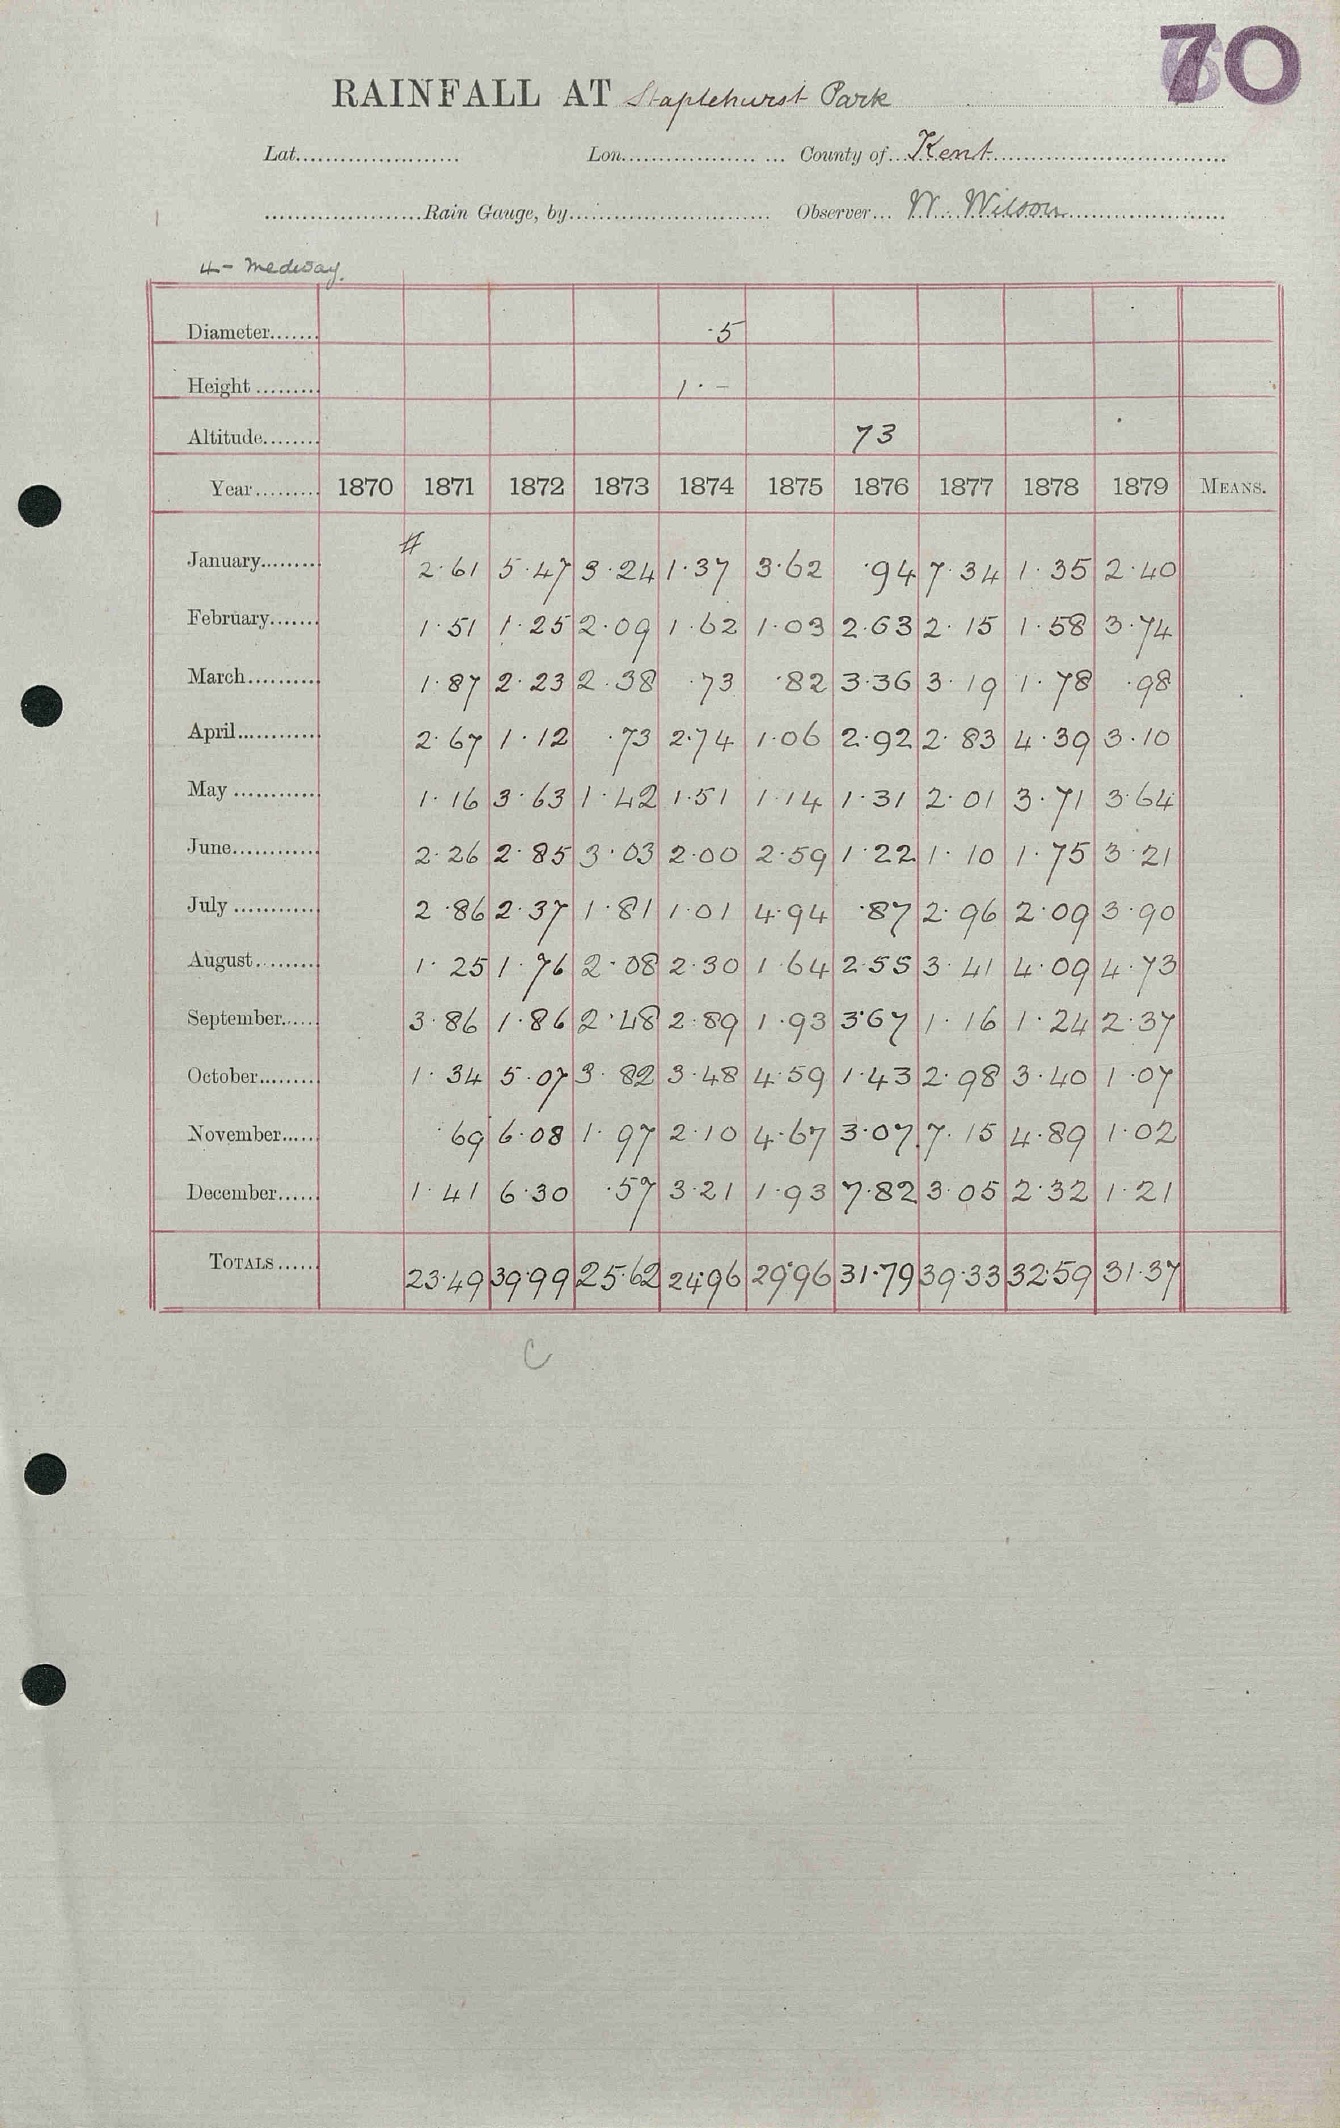 70
RAINFALL AT Staplehurst Park
Lat. Lon. County of Kent
Rain Gauge, by Observer W. Wilson
4 - Medway.
Diameter ·5
Height 1·-
Altitude 73
Year 1870 1871 1872 1873 1874 1875 1876 1877 1878 1879 MEANS.
#
January 2·61 5·47 3·24 1·37 3·62 ·94 7·34 1·35 2·40
February 1·51 1·25 2·09 1·62 1·03 2·63 2·15 1·58 3·74
March 1·87 2·23 2·38 ·73 ·82 3·36 3·19 1·78 ·98
April 2·67 1·12 ·73 2·74 1·06 2·92 2·83 4·39 3·10
May 1·16 3·63 1·42 1·51 1·14 1·31 2·01 3·71 3·64
June 2·26 2·85 3·03 2·00 2·59 1·22 1·10 1·75 3·21
July 2·86 2·37 1·81 1·01 4·94 ·87 2·96 2·09 3·90
August 1·25 1·76 2·08 2·30 1·64 2·55 3·41 4·09 4·73
September 3·86 1·86 2·48 2·89 1·93 3·67 1·16 1·24 2·37
October 1·34 5·07 3·82 3·48 4·59 1·43 2·98 3·40 1·07
November ·69 6·08 1·97 2·10 4·67 3·07 7·15 4·89 1·02
December 1·41 6·30 ·57 3·21 1·93 7·82 3·05 2·32 1·21
TOTALS 23·49 39·99 25·62 24·96 29·96 31·79 39·33 32·59 31·37
C